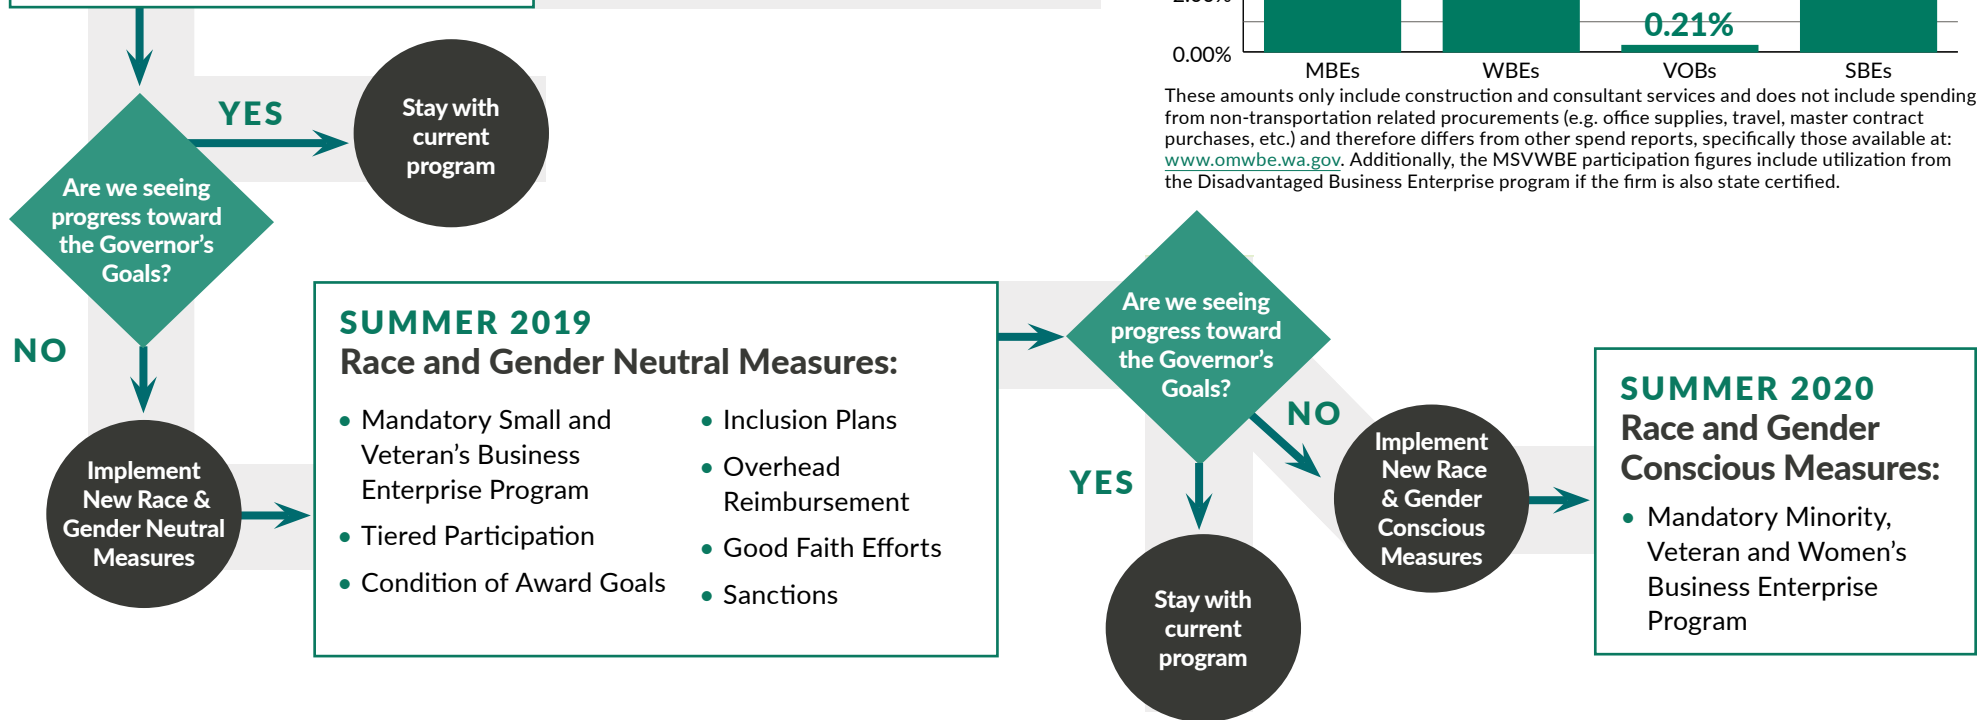 0.21%
0.00%
MBEs
WBEs
VOBs
SBEs
These amounts only include construction and consultant services and does not include spending
from non-transportation related procurements (e.g. office supplies, travel, master contract
purchases, etc.) and therefore differs from other spend reports, specifically those available at:
www.omwbe.wa.gov. Additionally, the MSVWBE participation figures include utilization from
the Disadvantaged Business Enterprise program if the firm is also state certified.
YES
Stay with
current
program
Are we seeing
progress toward
the Governor's
Goals?
NO
Implement
New Race &
Gender Neutral
Measures
SUMMER 2019
Race and Gender Neutral Measures:
• Mandatory Small and
Veteran's Business
Enterprise Program
• Tiered Participation
• Condition of Award Goals
• Inclusion Plans
• Overhead
Reimbursement
• Good Faith Efforts
• Sanctions
Are we seeing
progress toward
the Governor's
Goals?
NO
YES
Stay with
current
program
Implement
New Race
& Gender
Conscious
Measures
SUMMER 2020
Race and Gender
Conscious Measures:
• Mandatory Minority,
Veteran and Women's
Business Enterprise
Program